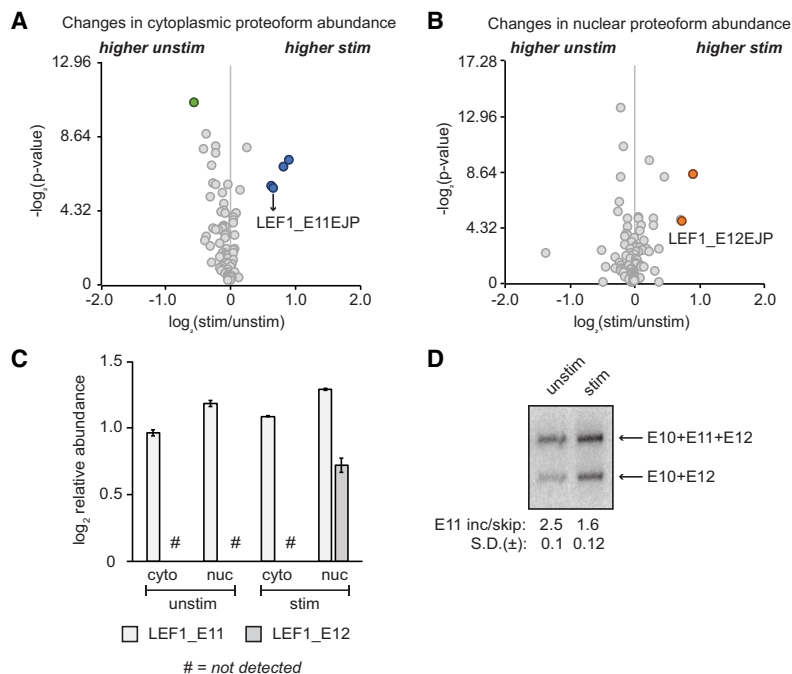 A
Changes in cytoplasmic proteoform abundance
higher unstim higher stim
12.96
8.64
4.32
0
-log₂(p-value)
LEF1_E11EJP
-2.0 -1.0 0 1.0 2.0
log₂(stim/unstim)
B
Changes in nuclear proteoform abundance
higher unstim higher stim
17.28
12.96
8.64
4.32
0
-log₂(p-value)
LEF1_E12EJP
-2.0 -1.0 0 1.0 2.0
log₂(stim/unstim)
C
1.5
1.0
0.5
0
log₂ relative abundance
# # #
cyto nuc cyto nuc
unstim stim
LEF1_E11 LEF1_E12
# = not detected
D
unstim stim
E10+E11+E12
E10+E12
E11 inc/skip: 2.5 1.6
S.D.(±): 0.1 0.12